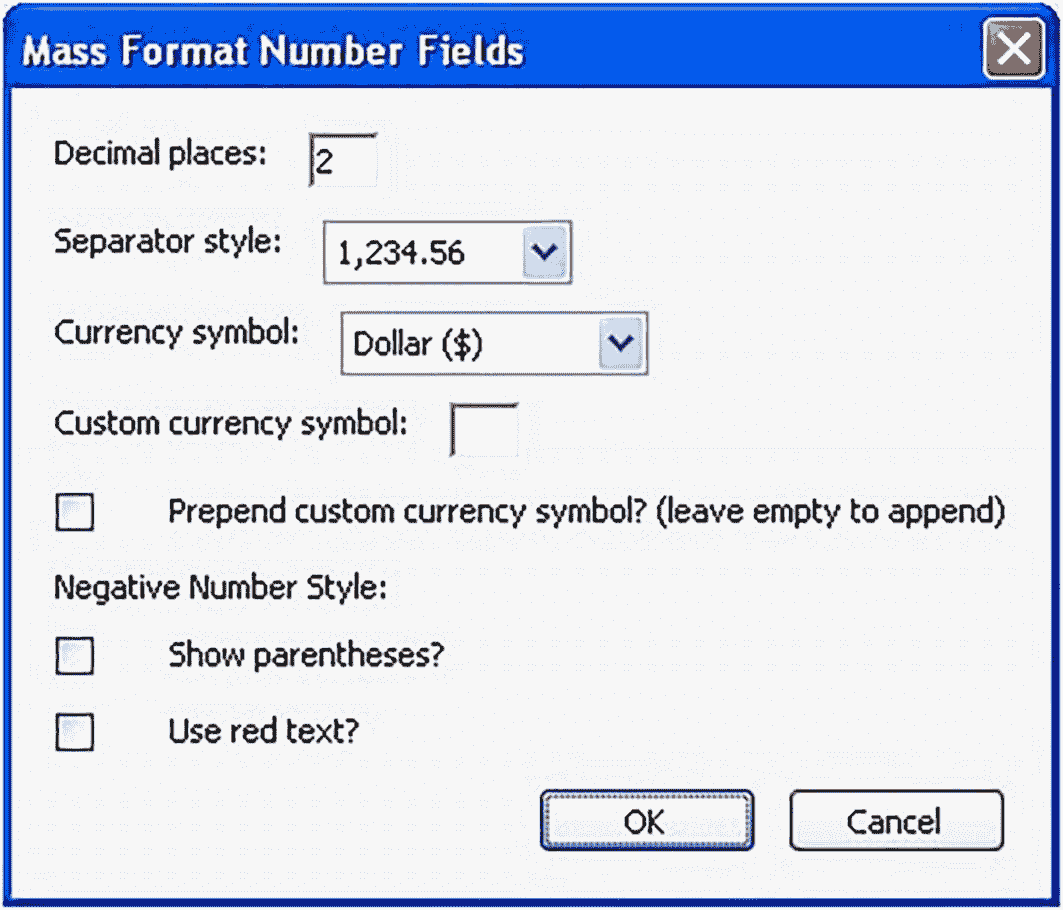 Mass Format Number Fields
Decimal places: 2
Separator style: 1,234.56
Currency symbol: Dollar ($)
Custom currency symbol:
Prepend custom currency symbol? (leave empty to append)
Negative Number Style:
Show parentheses?
Use red text?
OK Cancel